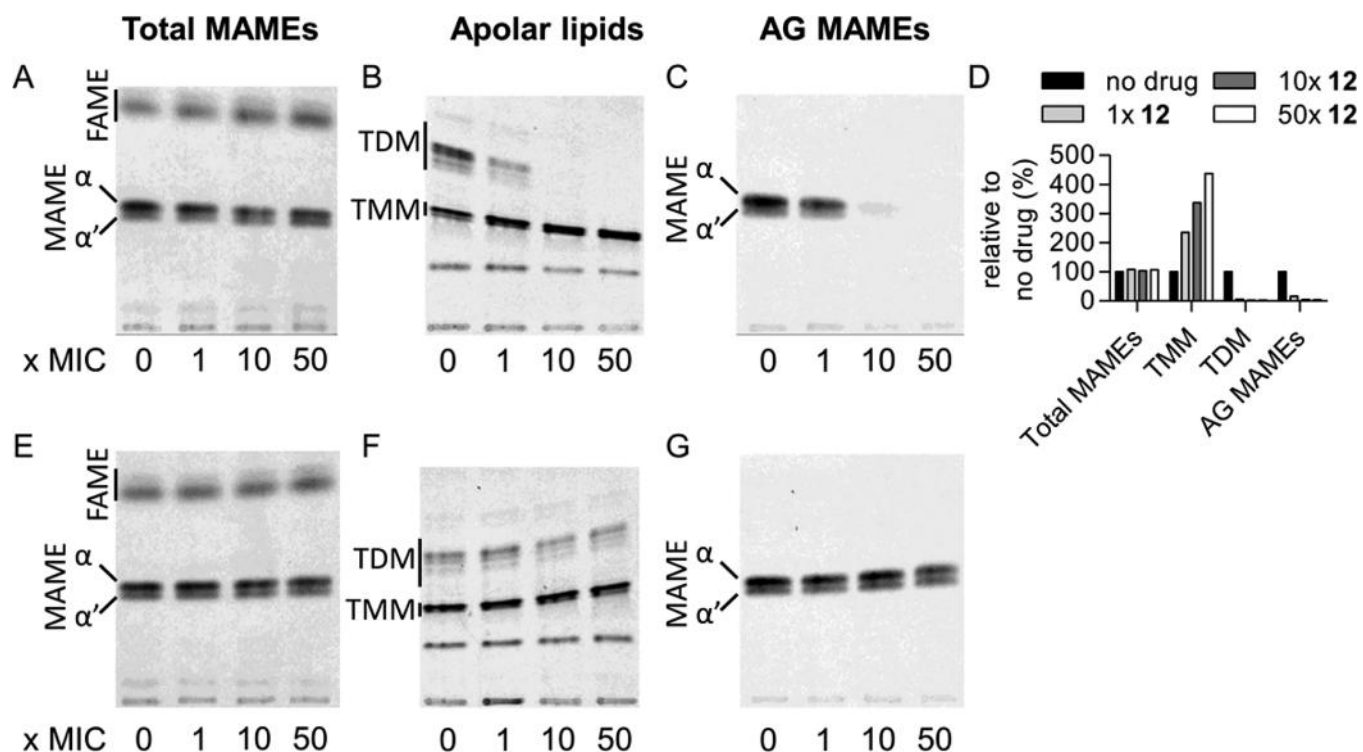 Total MAMEs
Apolar lipids
AG MAMEs
A
FAME
MAME
α
α'
x MIC
0 1 10 50
B
TDM
TMM
0 1 10 50
C
MAME
α
α'
0 1 10 50
D
no drug
10x 12
1x 12
50x 12
relative to
no drug (%)
500
400
300
200
100
0
Total MAMEs
TMM
TDM
AG MAMEs
E
FAME
MAME
α
α'
x MIC
0 1 10 50
F
TDM
TMM
0 1 10 50
G
MAME
α
α'
0 1 10 50